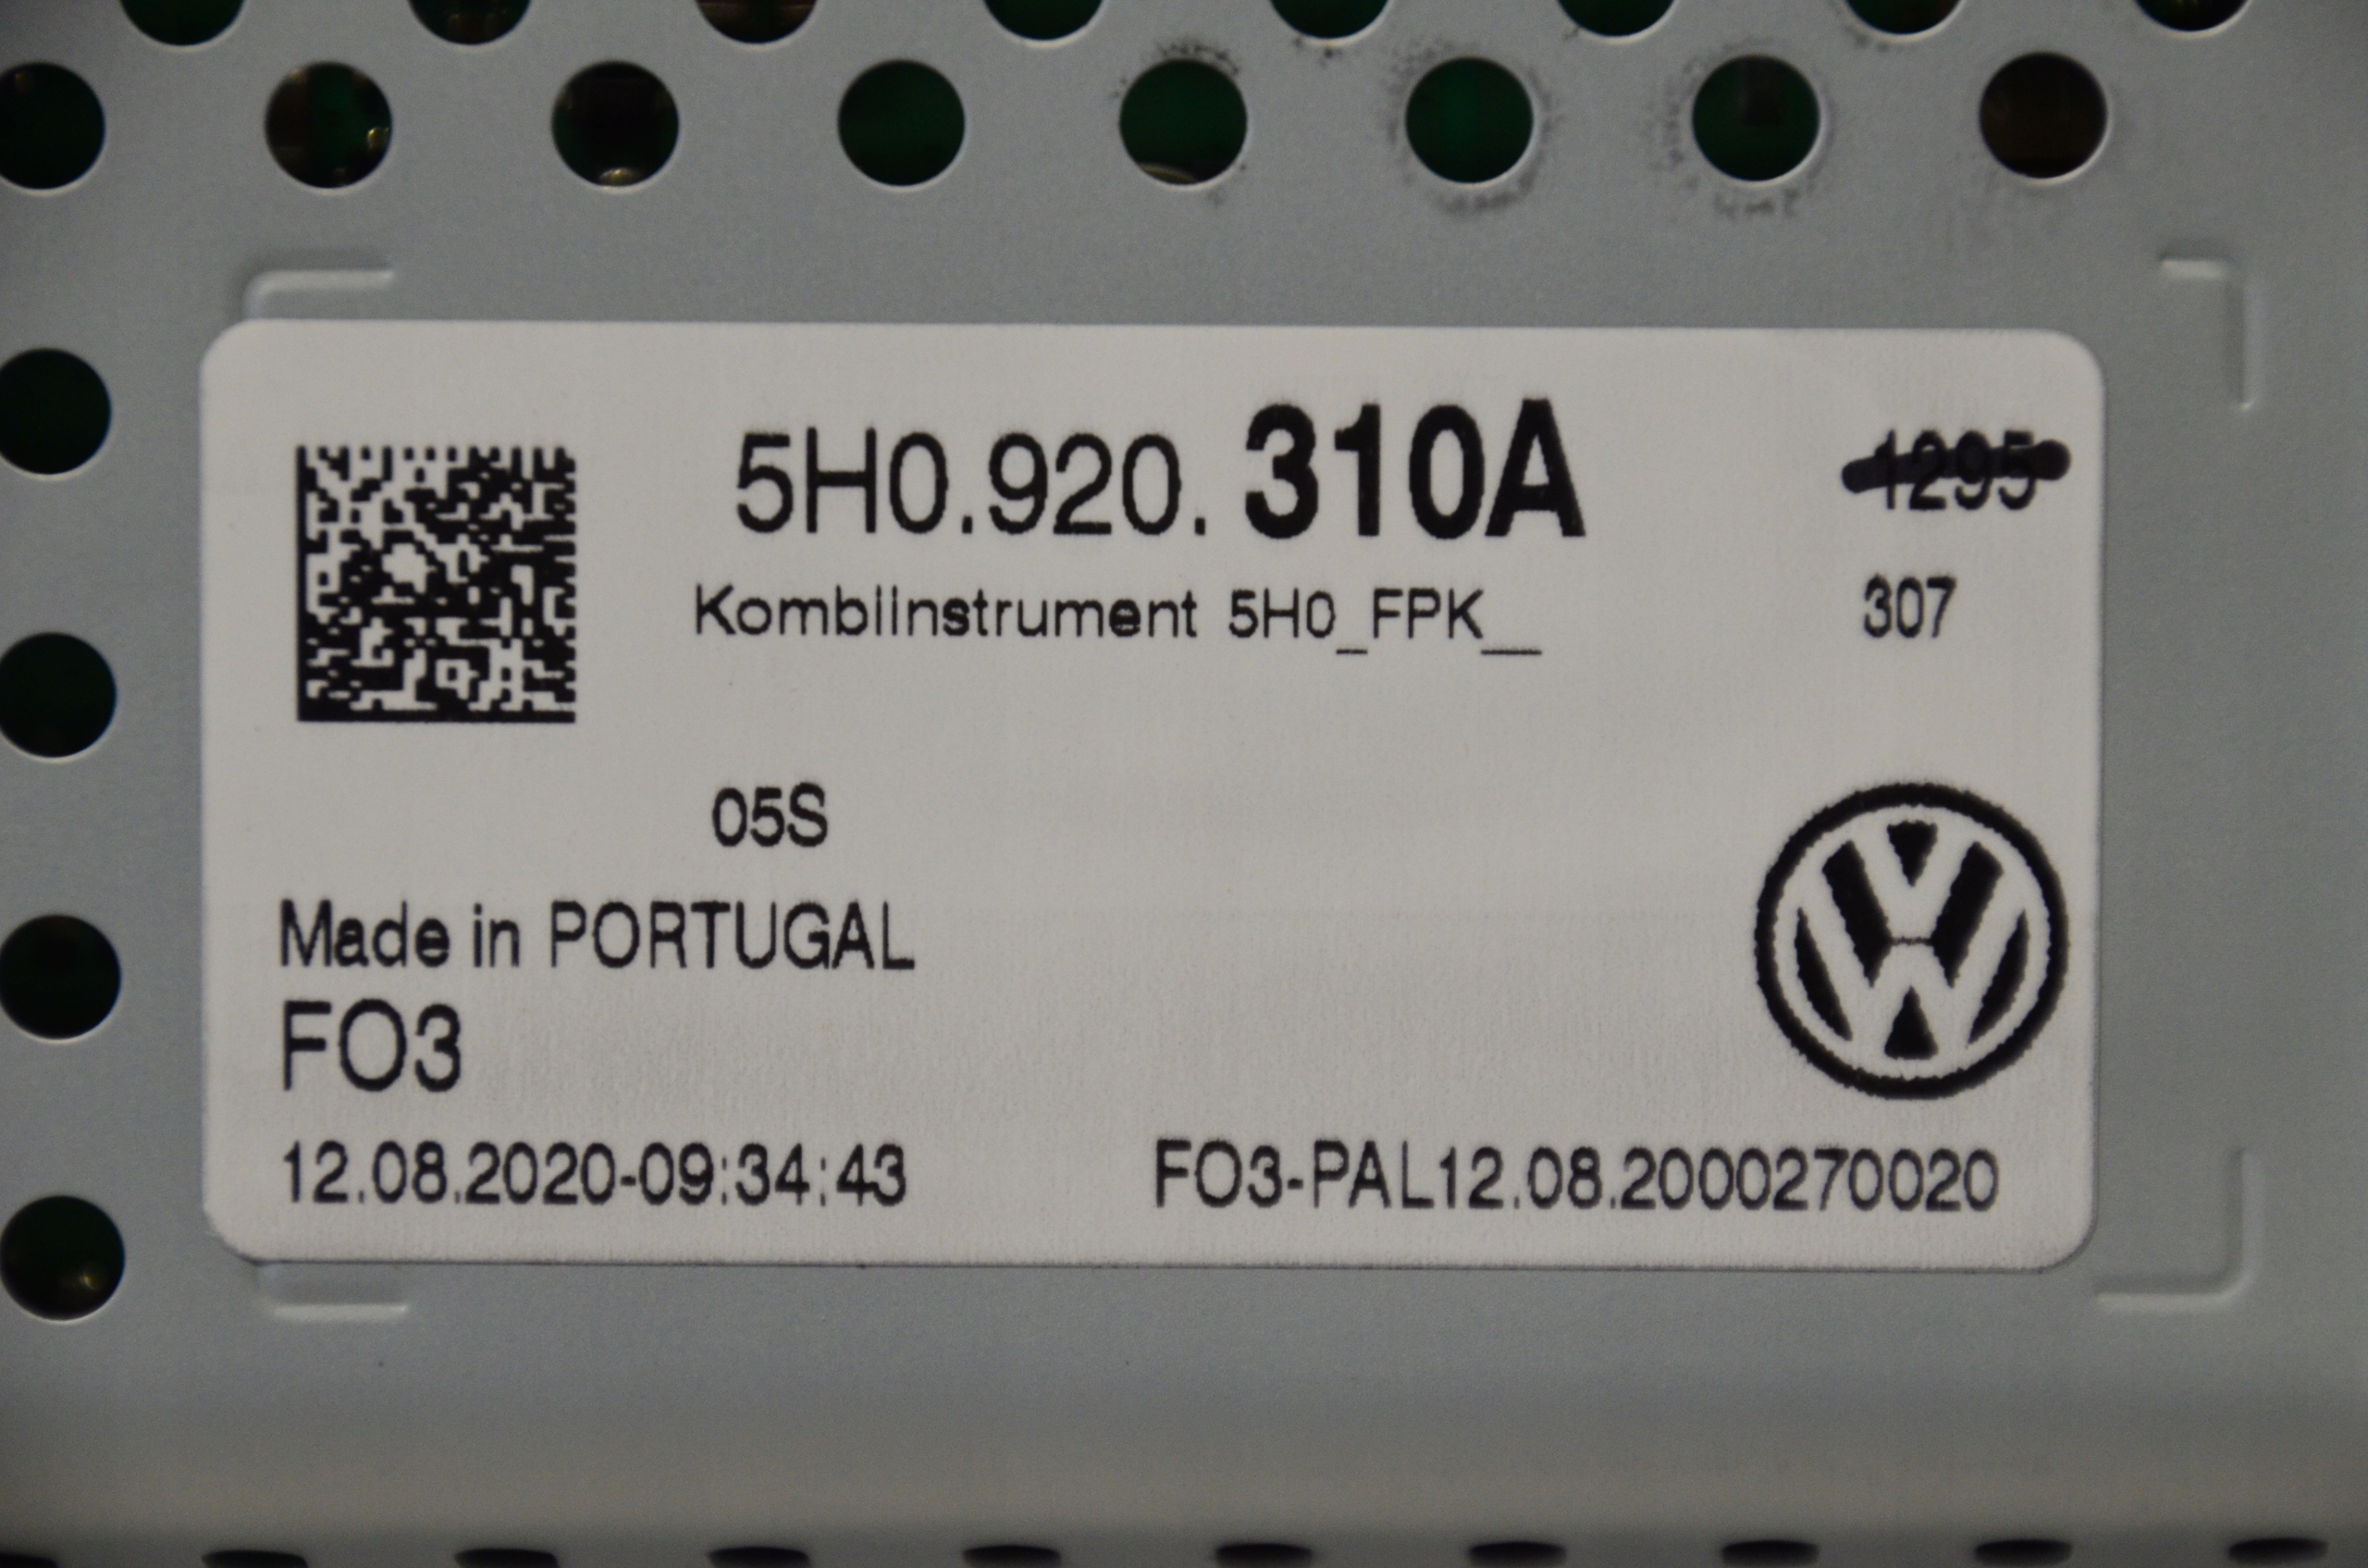 5H0.920.310A
1295
Kombiinstrument 5H0_FPK__
307
05S
Made in PORTUGAL
FO3
12.08.2020-09:34:43
FO3-PAL12.08.2000270020